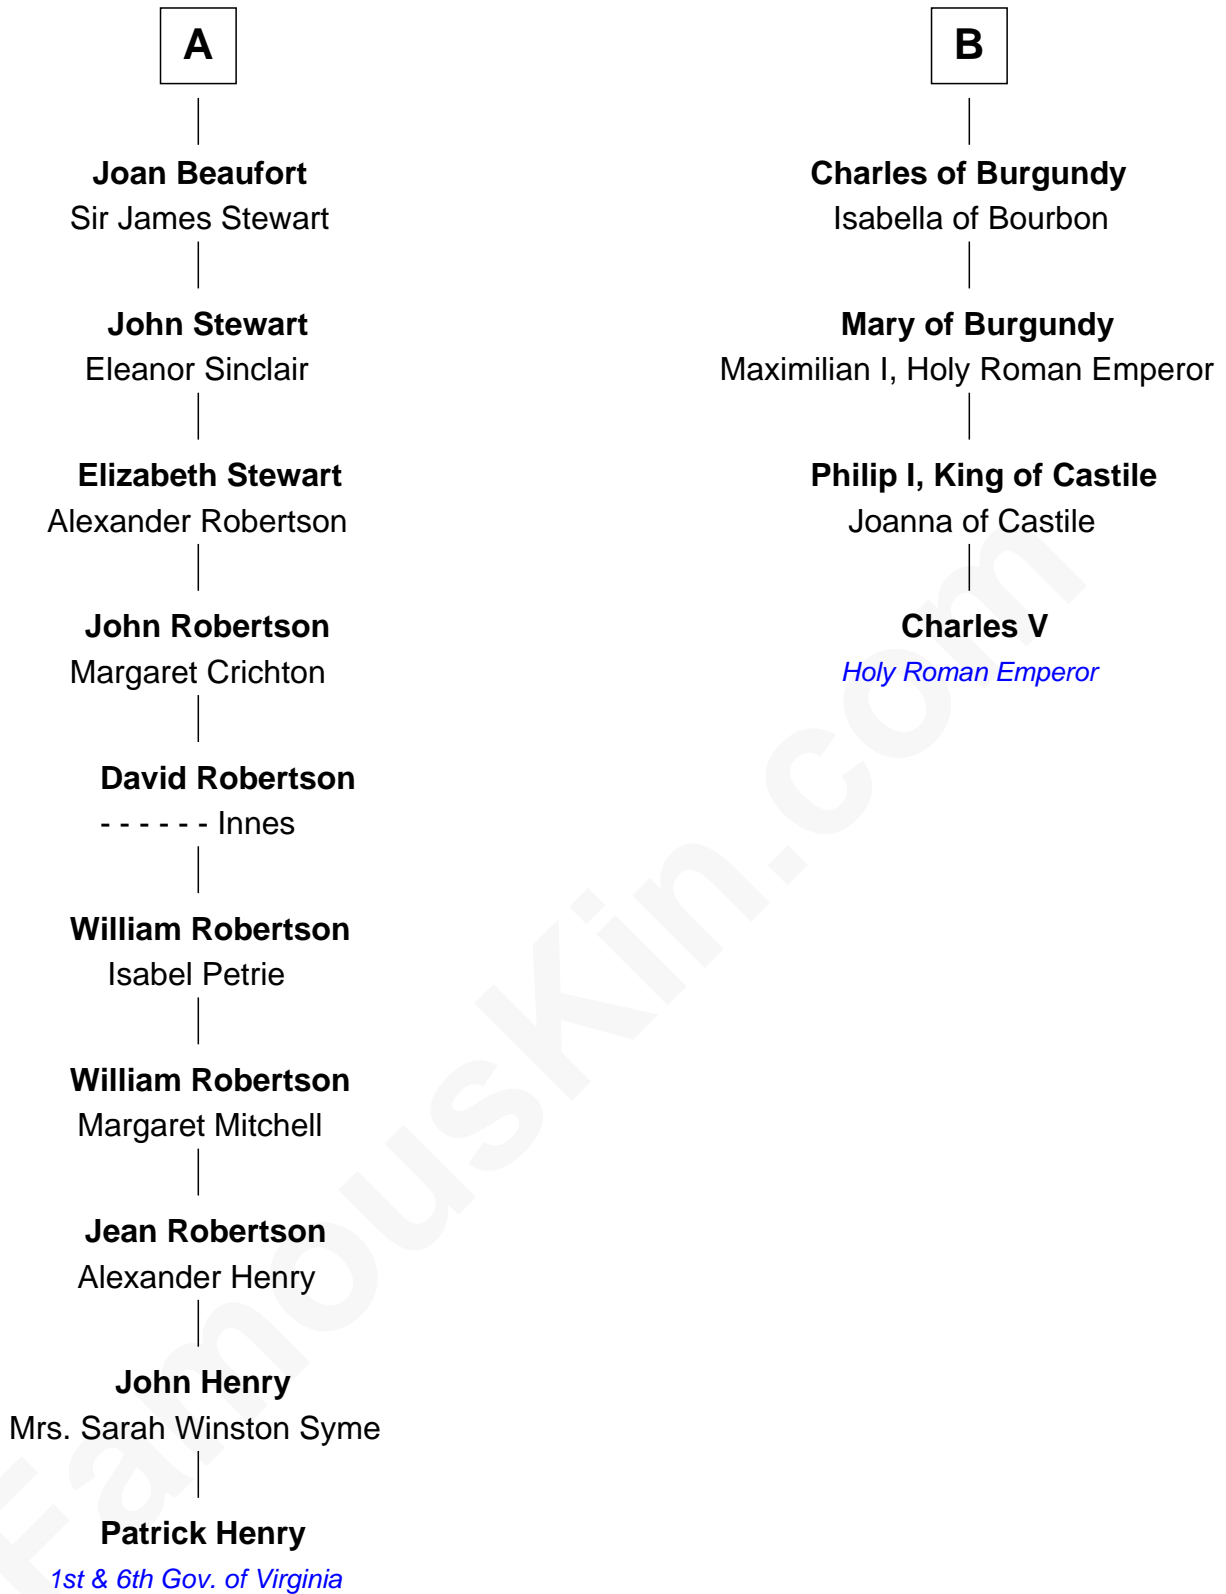 A
Joan Beaufort
Sir James Stewart
John Stewart
Eleanor Sinclair
Elizabeth Stewart
Alexander Robertson
John Robertson
Margaret Crichton
David Robertson
- - - - - - Innes
William Robertson
Isabel Petrie
William Robertson
Margaret Mitchell
Jean Robertson
Alexander Henry
John Henry
Mrs. Sarah Winston Syme
Patrick Henry
1st & 6th Gov. of Virginia
B
Charles of Burgundy
Isabella of Bourbon
Mary of Burgundy
Maximilian I, Holy Roman Emperor
Philip I, King of Castile
Joanna of Castile
Charles V
Holy Roman Emperor
FamousKin.com